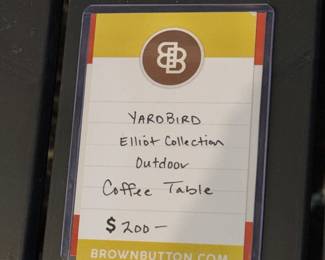 BB
YARDBIRD
Elliot Collection
Outdoor
Coffee Table
$200—
BROWNBUTTON.COM